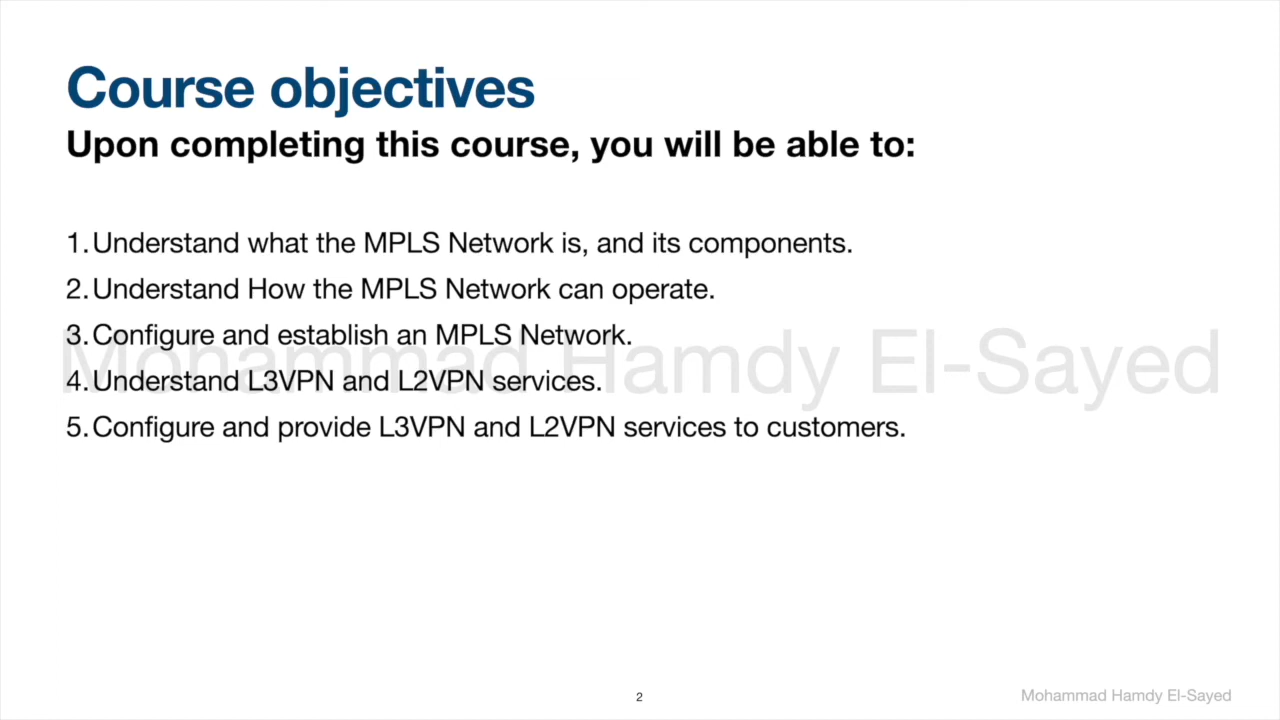 Course objectives
Upon completing this course, you will be able to:
1. Understand what the MPLS Network is, and its components.
2. Understand How the MPLS Network can operate.
3. Configure and establish an MPLS Network.
Mohammad Hamdy El-Sayed
4. Understand L3VPN and L2VPN services.
5. Configure and provide L3VPN and L2VPN services to customers.
2
Mohammad Hamdy El-Sayed